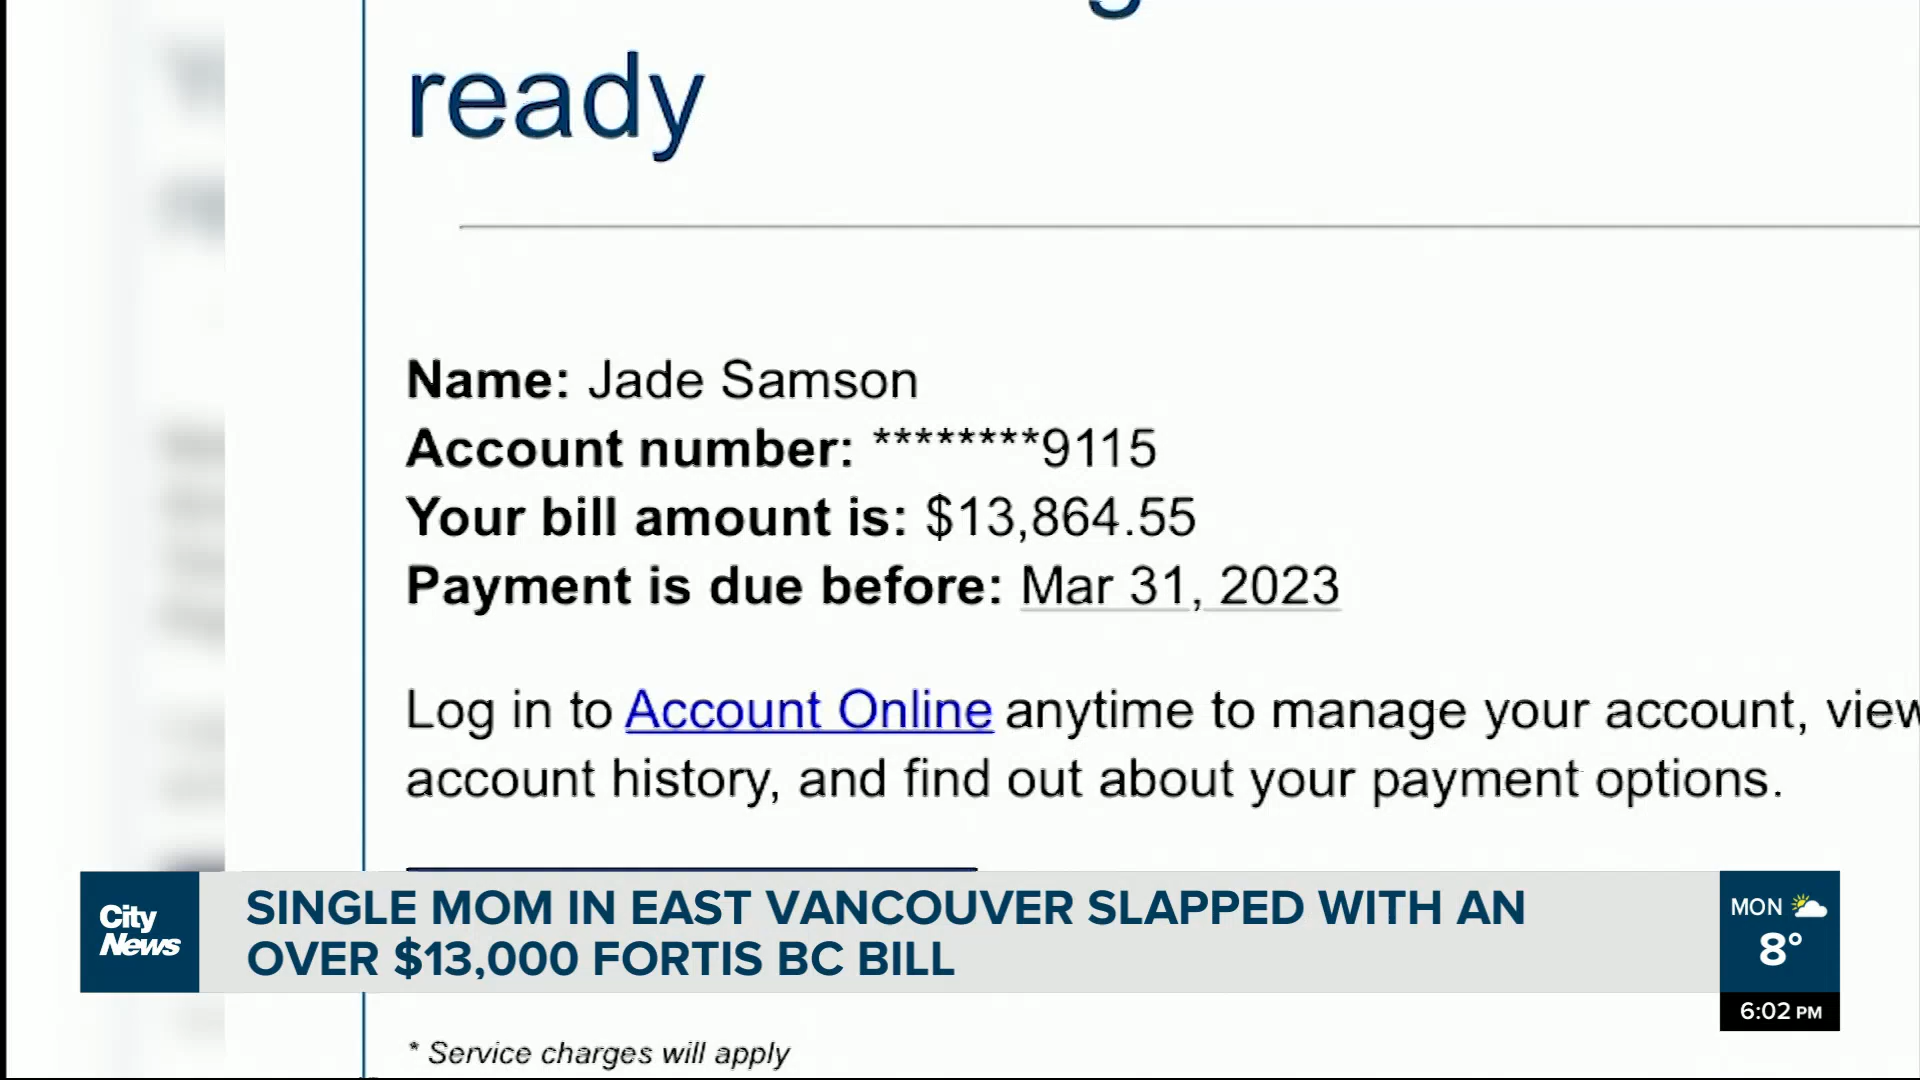 ready
Name: Jade Samson
Account number: ********9115
Your bill amount is: $13,864.55
Payment is due before: Mar 31, 2023
Log in to Account Online anytime to manage your account, view
account history, and find out about your payment options.
City
News
SINGLE MOM IN EAST VANCOUVER SLAPPED WITH AN
OVER $13,000 FORTIS BC BILL
MON
8°
6:02 PM
* Service charges will apply